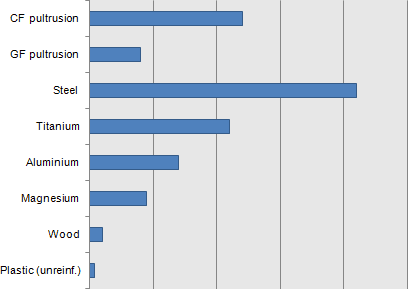 CF pultrusion
GF pultrusion
Steel
Titanium
Aluminium
Magnesium
Wood
Plastic (unreinf.)